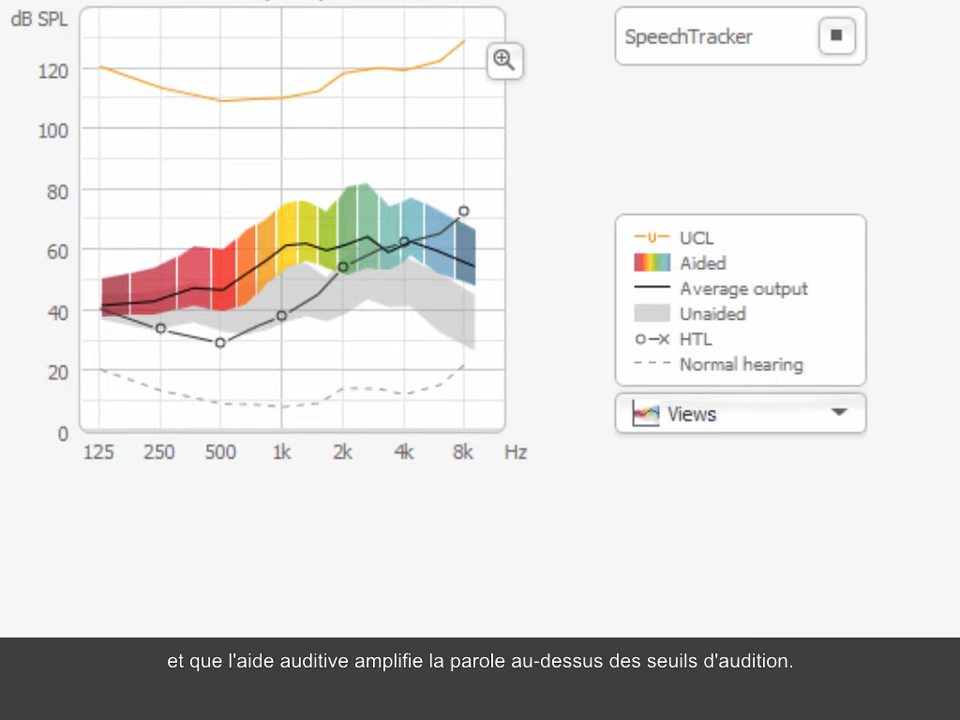 dB SPL
120
100
80
60
40
20
0
125 250 500 1k 2k 4k 8k Hz
SpeechTracker
UCL
Aided
Average output
Unaided
HTL
Normal hearing
Views
et que l'aide auditive amplifie la parole au-dessus des seuils d'audition.